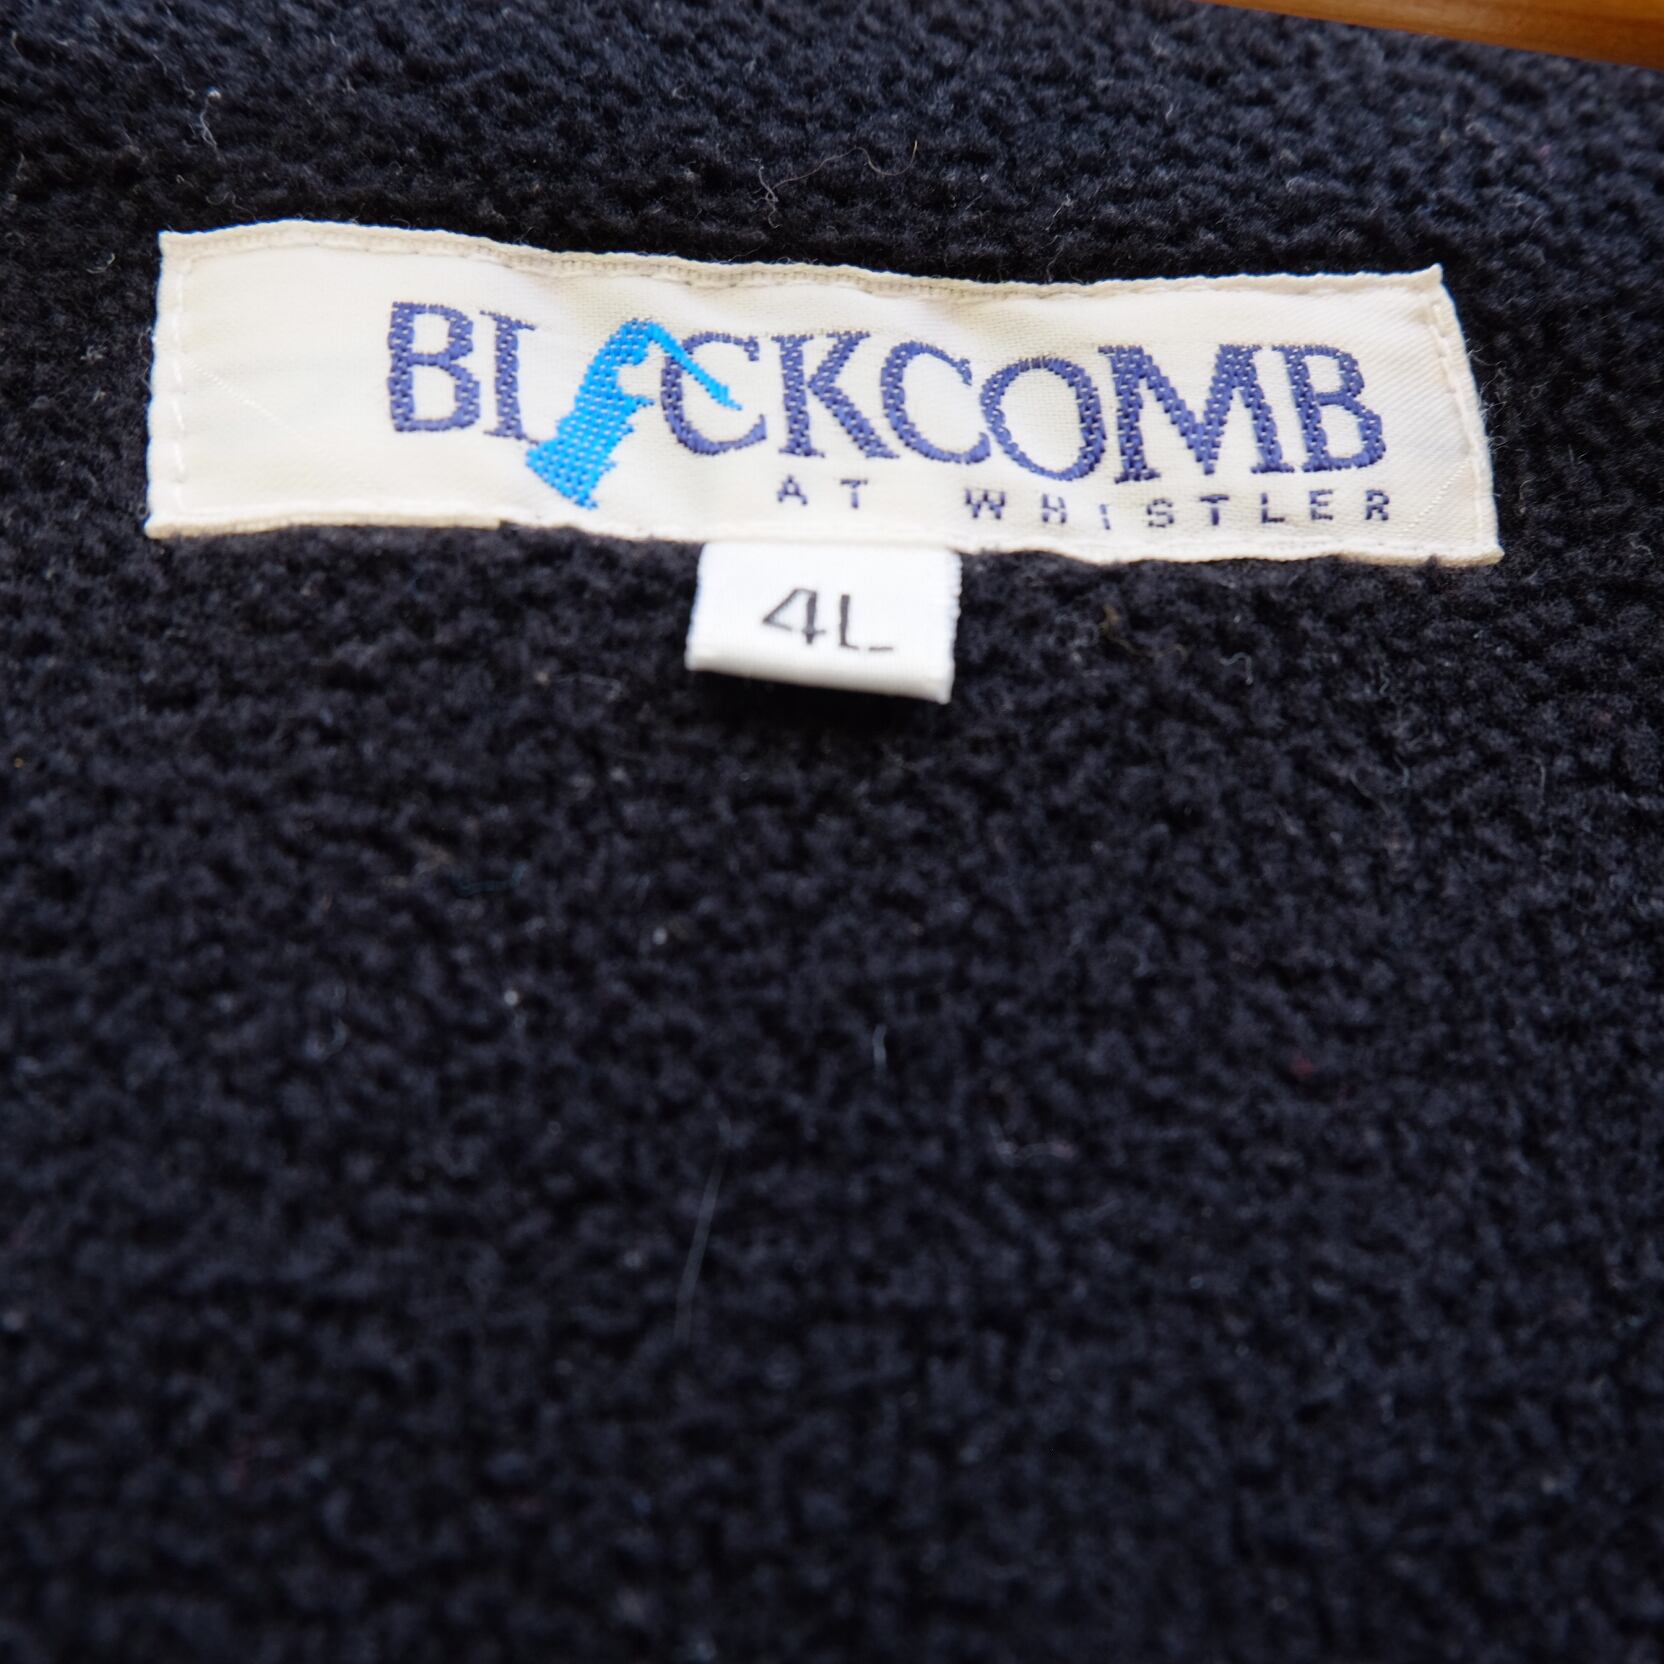 BLACKCOMB
AT WHISTLER
4L